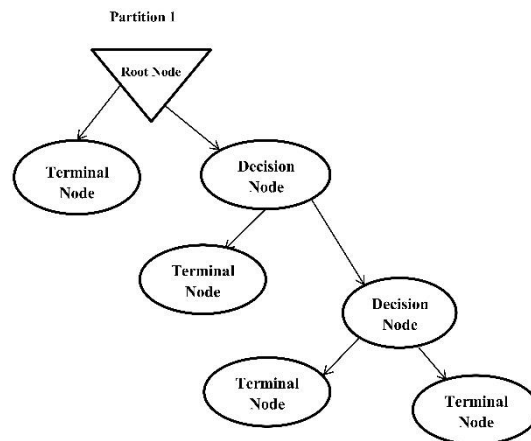 Partition 1
Root Node
Terminal
Node
Decision
Node
Terminal
Node
Decision
Node
Terminal
Node
Terminal
Node